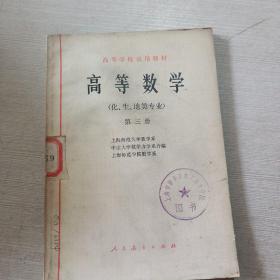 高等学校试用教材
高等数学
(化、生、地类专业)
第三册
上海师范大学数学系
中山大学数学力学系合编
上海师范学院数学系
人民教育出版社
图书